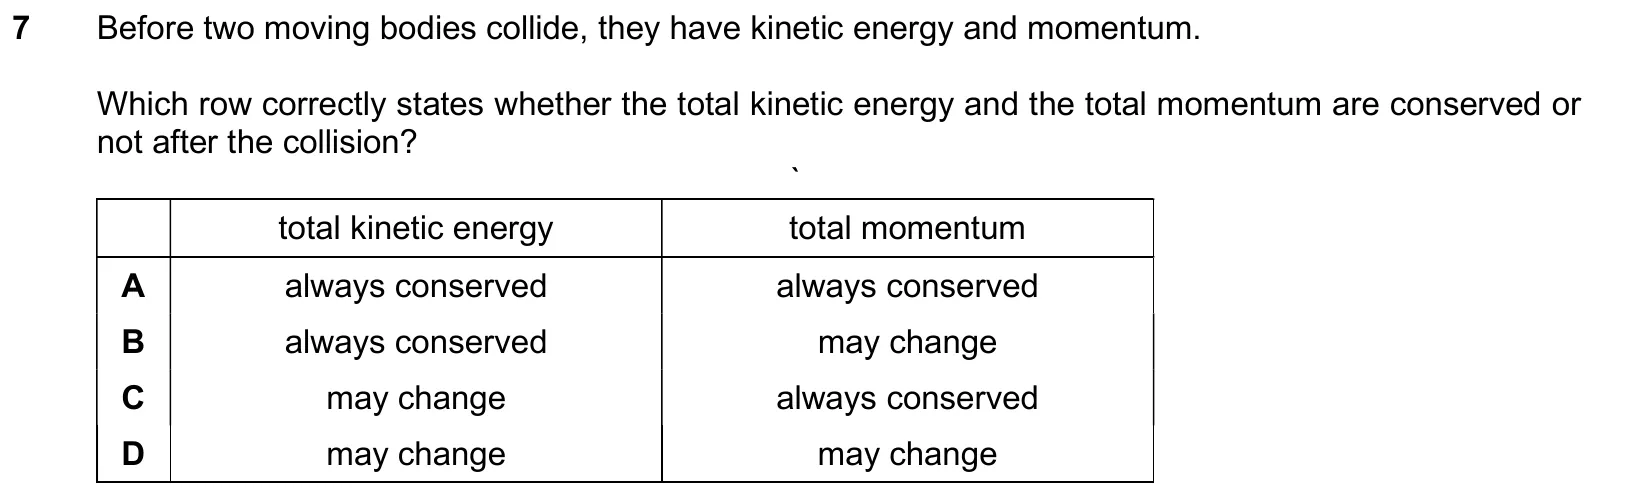 7 Before two moving bodies collide, they have kinetic energy and momentum.
Which row correctly states whether the total kinetic energy and the total momentum are conserved or
not after the collision?
total kinetic energy total momentum
A always conserved always conserved
B always conserved may change
C may change always conserved
D may change may change